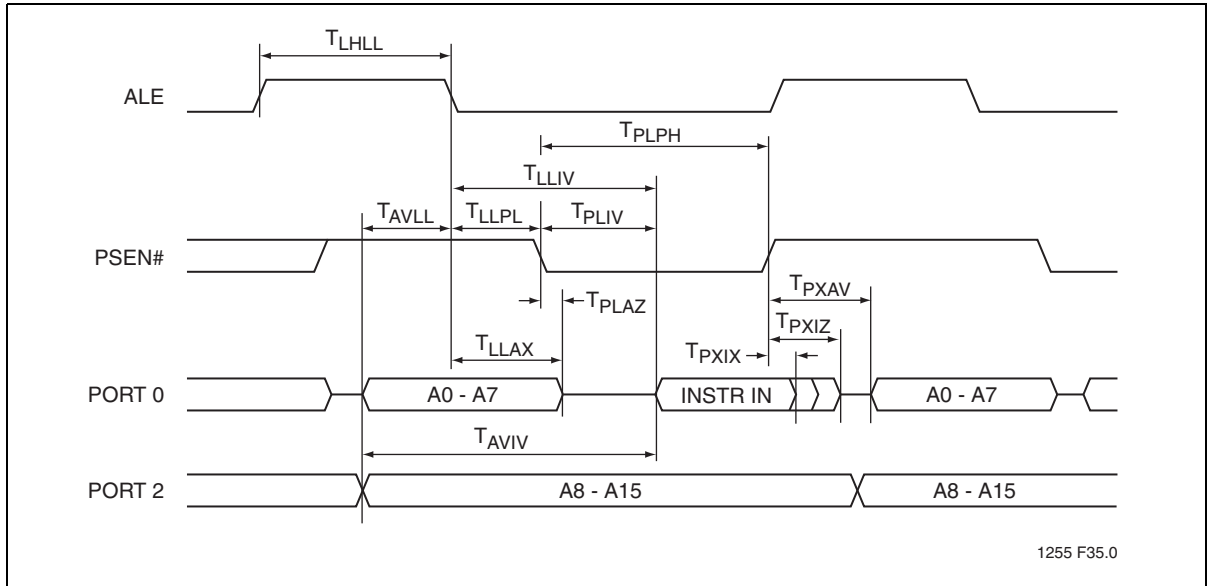 TLHLL
ALE
TPLPH
TLLIV
TAVLL TLLPL TPLIV
PSEN#
TPXAV
TPLAZ
TPXIZ
TLLAX
TPXIX
PORT 0 A0 - A7 INSTR IN A0 - A7
TAVIV
PORT 2 A8 - A15 A8 - A15
1255 F35.0